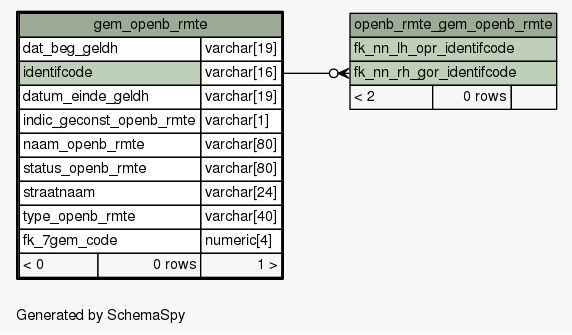 gem_openb_rmte
dat_beg_geldh varchar[19]
identifcode varchar[16]
datum_einde_geldh varchar[19]
indic_geconst_openb_rmte varchar[1]
naam_openb_rmte varchar[80]
status_openb_rmte varchar[80]
straatnaam varchar[24]
type_openb_rmte varchar[40]
fk_7gem_code numeric[4]
< 0 0 rows 1 >
openb_rmte_gem_openb_rmte
fk_nn_lh_opr_identifcode
fk_nn_rh_gor_identifcode
< 2 0 rows
Generated by SchemaSpy